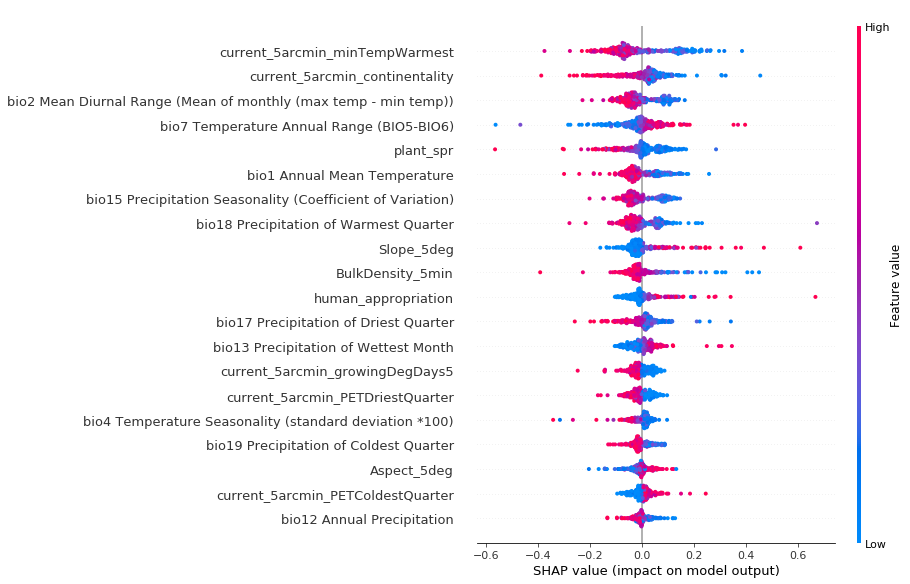 High
current_5arcmin_minTempWarmest
current_5arcmin_continentality
bio2 Mean Diurnal Range (Mean of monthly (max temp - min temp))
bio7 Temperature Annual Range (BIO5-BIO6)
plant_spr
bio1 Annual Mean Temperature
bio15 Precipitation Seasonality (Coefficient of Variation)
bio18 Precipitation of Warmest Quarter
Slope_5deg
BulkDensity_5min
human_appropriation
bio17 Precipitation of Driest Quarter
bio13 Precipitation of Wettest Month
current_5arcmin_growingDegDays5
current_5arcmin_PETDriestQuarter
bio4 Temperature Seasonality (standard deviation *100)
bio19 Precipitation of Coldest Quarter
Aspect_5deg
current_5arcmin_PETColdestQuarter
bio12 Annual Precipitation
Feature value
Low
−0.6 −0.4 −0.2 0.0 0.2 0.4 0.6
SHAP value (impact on model output)